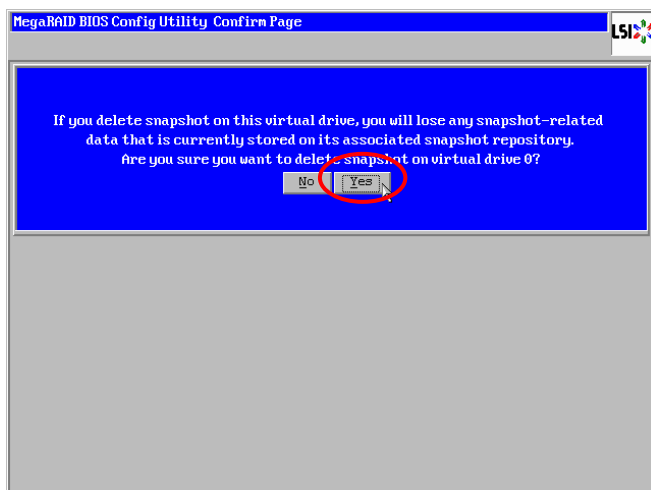 MegaRAID BIOS Config Utility Confirm Page
LSI
If you delete snapshot on this virtual drive, you will lose any snapshot-related
data that is currently stored on its associated snapshot repository.
Are you sure you want to delete snapshot on virtual drive 0?
No Yes